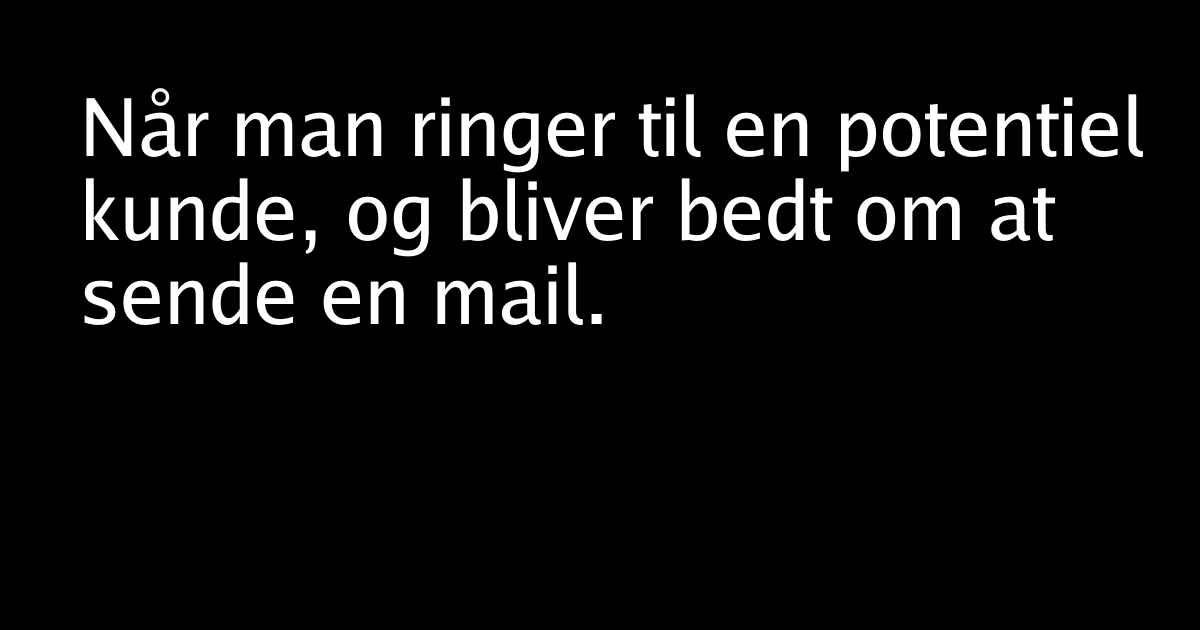 Når man ringer til en potentiel
kunde, og bliver bedt om at
sende en mail.